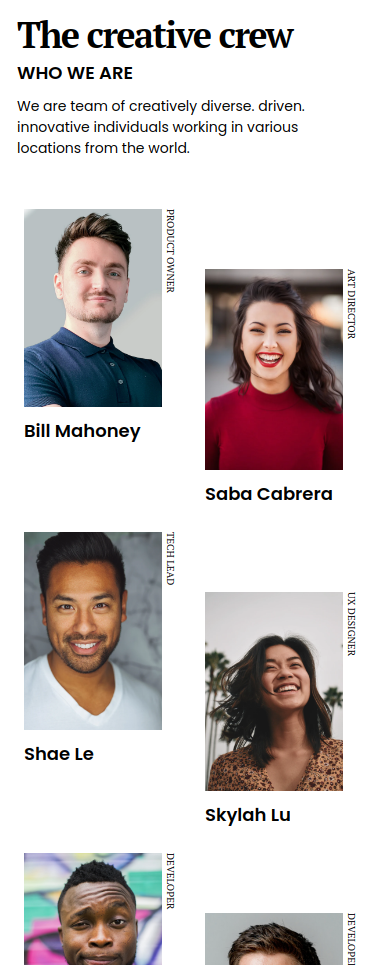 The creative crew
WHO WE ARE
We are team of creatively diverse. driven.
innovative individuals working in various
locations from the world.
PRODUCT OWNER
Bill Mahoney
ART DIRECTOR
Saba Cabrera
TECH LEAD
Shae Le
UX DESIGNER
Skylah Lu
DEVELOPER
DEVELOPER